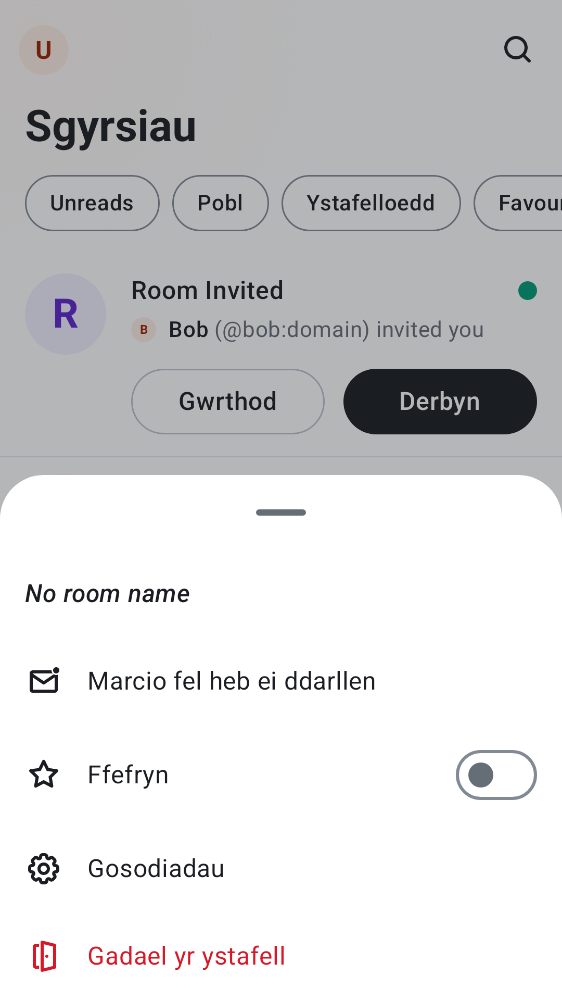 U
Sgyrsiau
Unreads Pobl Ystafelloedd Favou
R
Room Invited
B Bob (@bob:domain) invited you
Gwrthod Derbyn
No room name
Marcio fel heb ei ddarllen
Ffefryn
Gosodiadau
Gadael yr ystafell